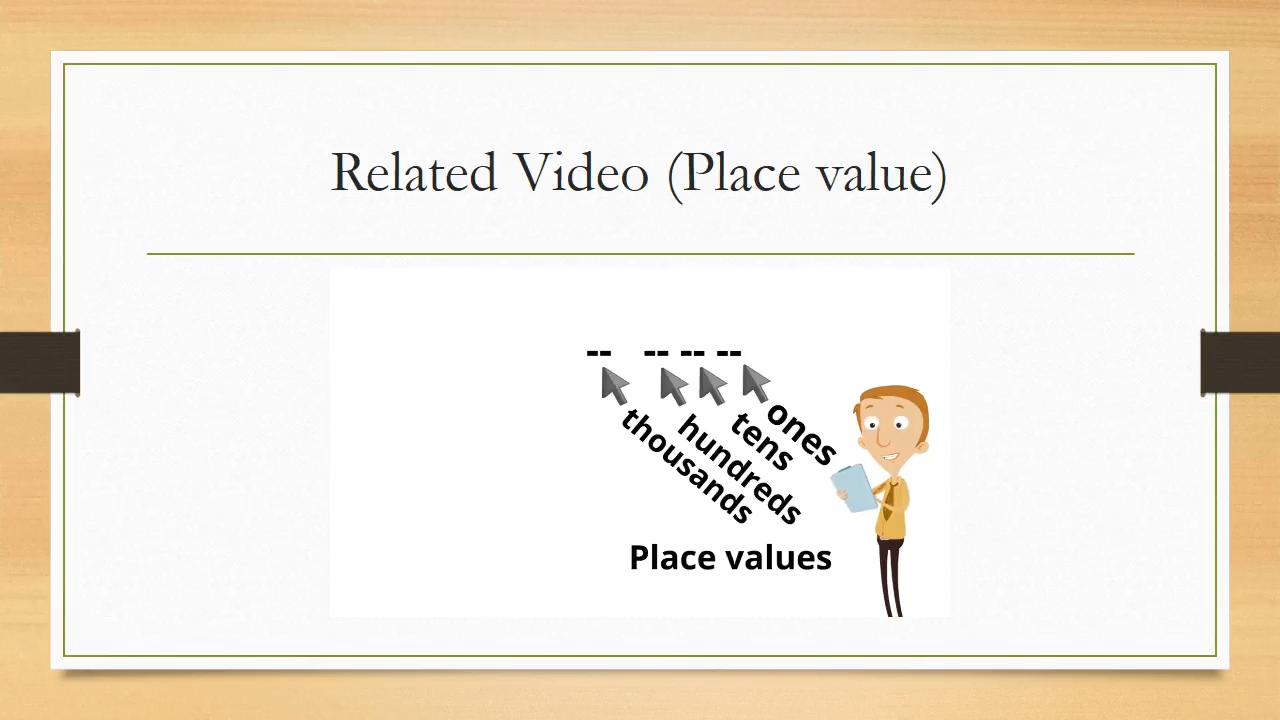 Related Video (Place value)
-- -- -- --
thousands
hundreds
tens
ones
Place values